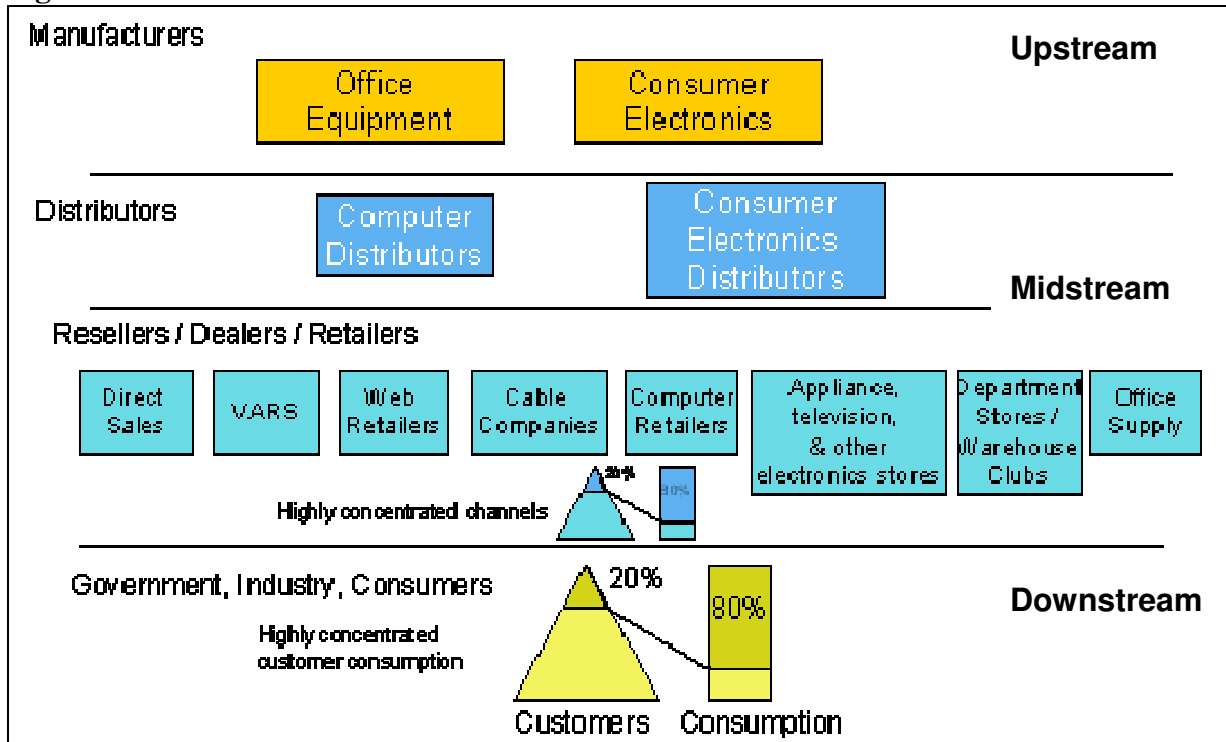 Manufacturers
Upstream
Office
Equipment
Consumer
Electronics
Distributors
Computer
Distributors
Consumer
Electronics
Distributors
Midstream
Resellers / Dealers / Retailers
Direct
Sales
VARS
Web
Retailers
Cable
Companies
Computer
Retailers
Appliance,
television,
& other
electronics stores
Department
Stores /
Warehouse
Clubs
Office
Supply
20%
80%
Highly concentrated channels
Government, Industry, Consumers
20%
80%
Downstream
Highly concentrated
customer consumption
Customers
Consumption